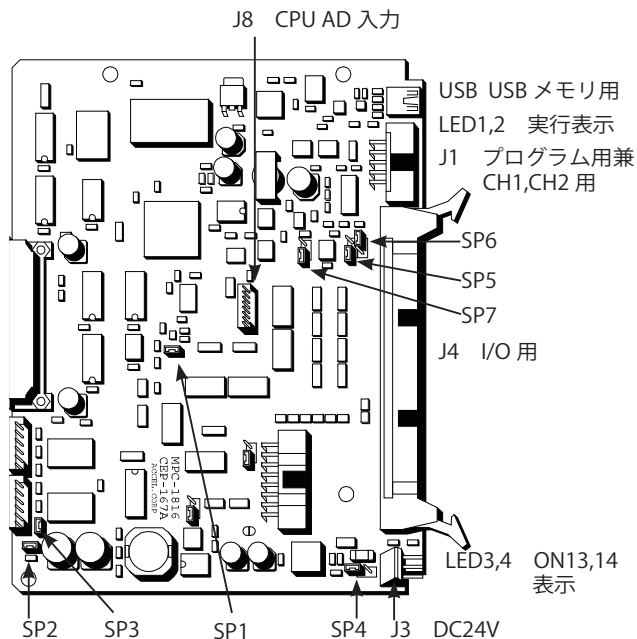 J8 CPU AD 入力
USB USB メモリ用
LED1,2 実行表示
J1 プログラム用兼
CH1,CH2 用
SP6
SP5
SP7
J4 I/O 用
MPC-1816
CEP-167A
ACCEL.CORP
LED3,4 ON13,14
表示
SP2
SP3
SP1
SP4
J3 DC24V